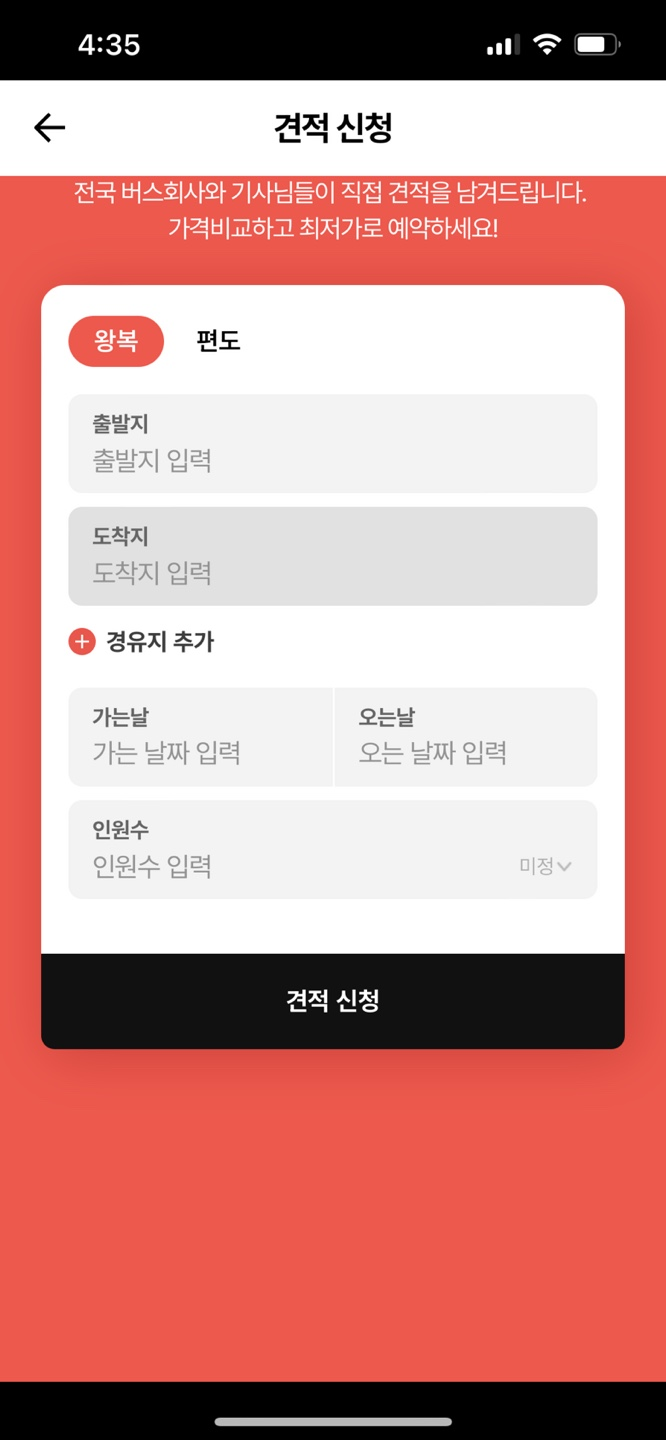 4:35
견적 신청
전국 버스회사와 기사님들이 직접 견적을 남겨드립니다.
가격비교하고 최저가로 예약하세요!
왕복 편도
출발지
출발지 입력
도착지
도착지 입력
경유지 추가
가는날 오는날
가는 날짜 입력 오는 날짜 입력
인원수
인원수 입력 미정
견적 신청